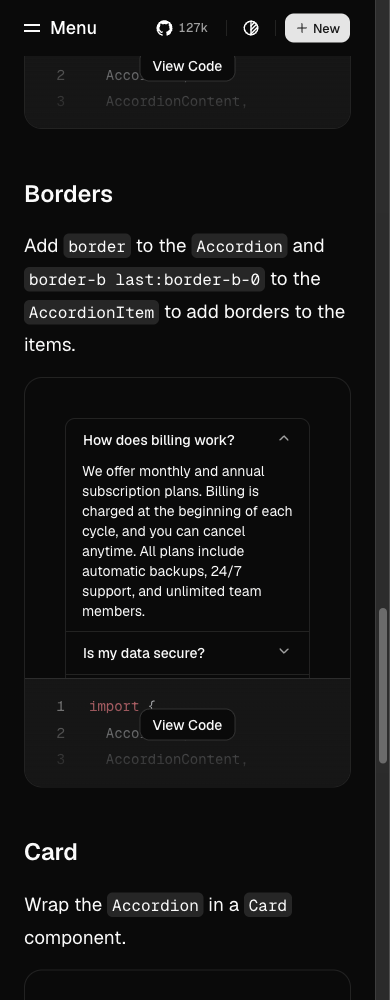 Menu 127k + New
2 Acco
View Code
3 AccordionContent,
Borders
Add border to the Accordion and
border-b last:border-b-0 to the
AccordionItem to add borders to the
items.
How does billing work?
We offer monthly and annual
subscription plans. Billing is
charged at the beginning of each
cycle, and you can cancel
anytime. All plans include
automatic backups, 24/7
support, and unlimited team
members.
Is my data secure?
1 import {
View Code
2 Acco
3 AccordionContent,
Card
Wrap the Accordion in a Card
component.